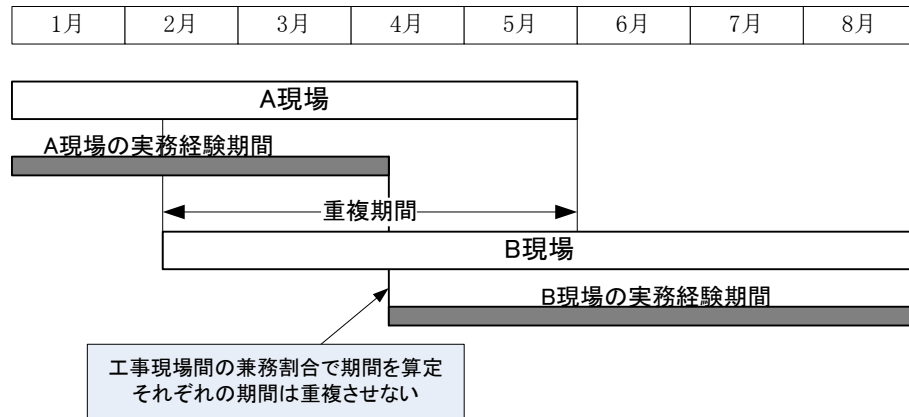 1月 2月 3月 4月 5月 6月 7月 8月
A現場
A現場の実務経験期間
重複期間
B現場
B現場の実務経験期間
工事現場間の兼務割合で期間を算定
それぞれの期間は重複させない